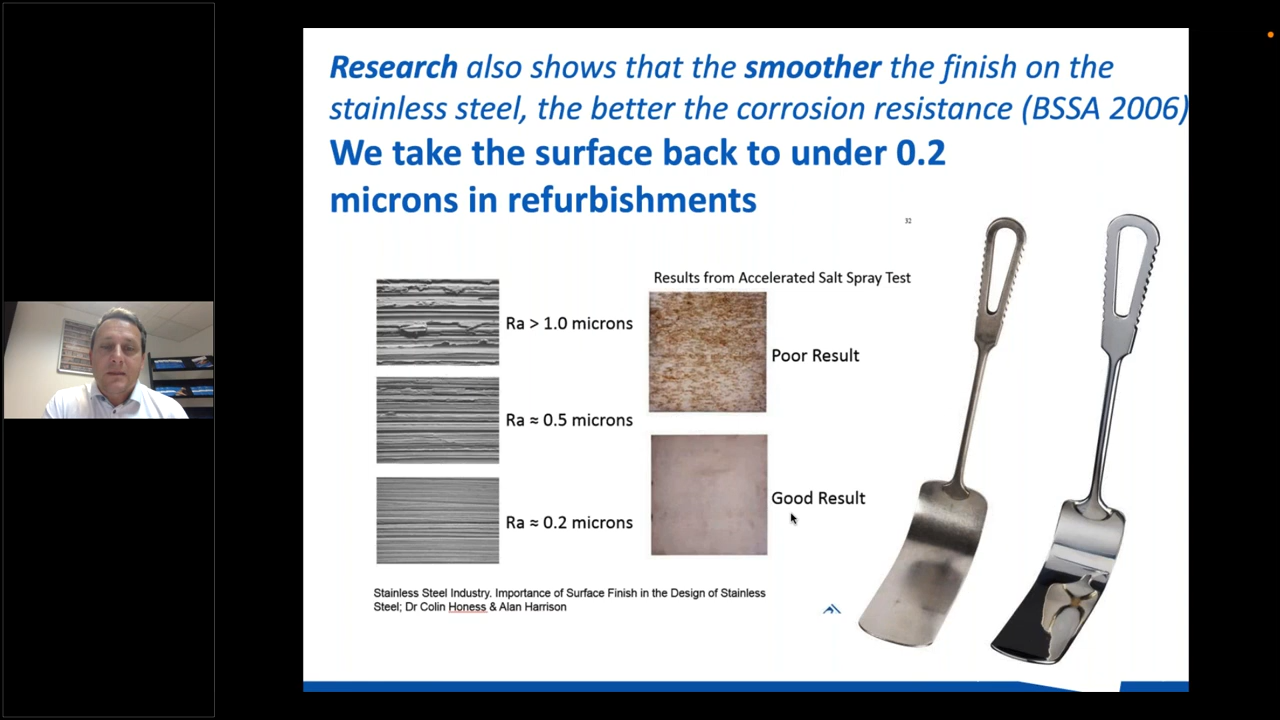 Research also shows that the smoother the finish on the
stainless steel, the better the corrosion resistance (BSSA 2006)
We take the surface back to under 0.2
microns in refurbishments
32
Results from Accelerated Salt Spray Test
Ra > 1.0 microns
Poor Result
Ra ≈ 0.5 microns
Good Result
Ra ≈ 0.2 microns
Stainless Steel Industry. Importance of Surface Finish in the Design of Stainless
Steel; Dr Colin Honess & Alan Harrison